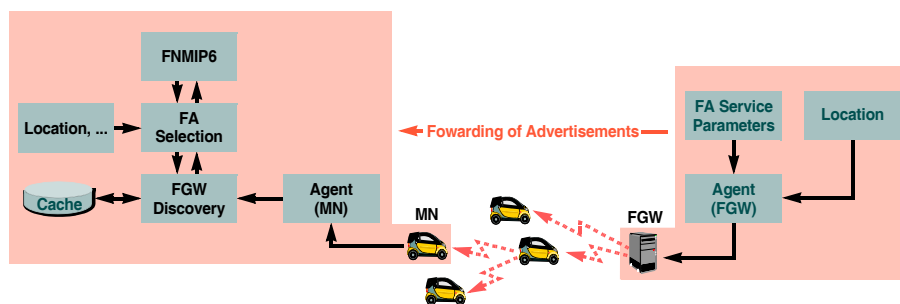 FNMIP6
Location, ...
FA
Selection
Cache
FGW
Discovery
Agent
(MN)
MN
Fowarding of Advertisements
FGW
FA Service
Parameters
Location
Agent
(FGW)